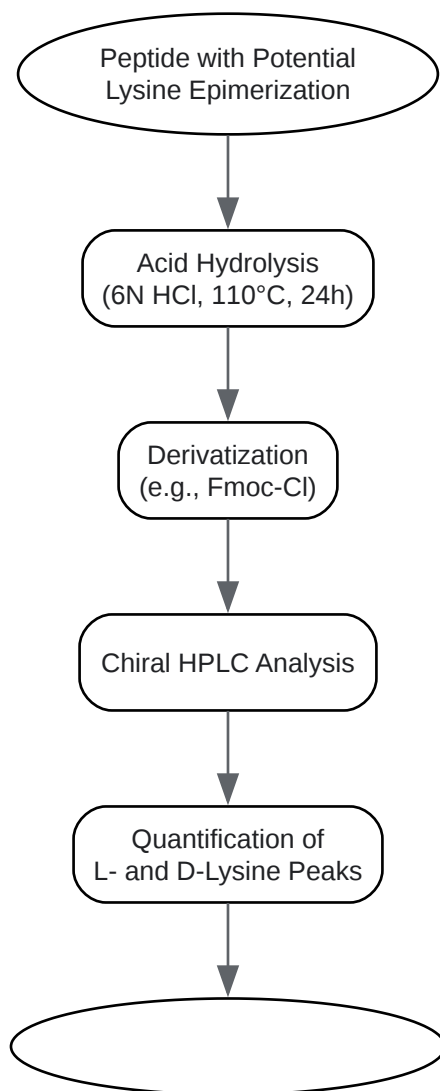 Peptide with Potential
Lysine Epimerization
Acid Hydrolysis
(6N HCl, 110°C, 24h)
Derivatization
(e.g., Fmoc-Cl)
Chiral HPLC Analysis
Quantification of
L- and D-Lysine Peaks